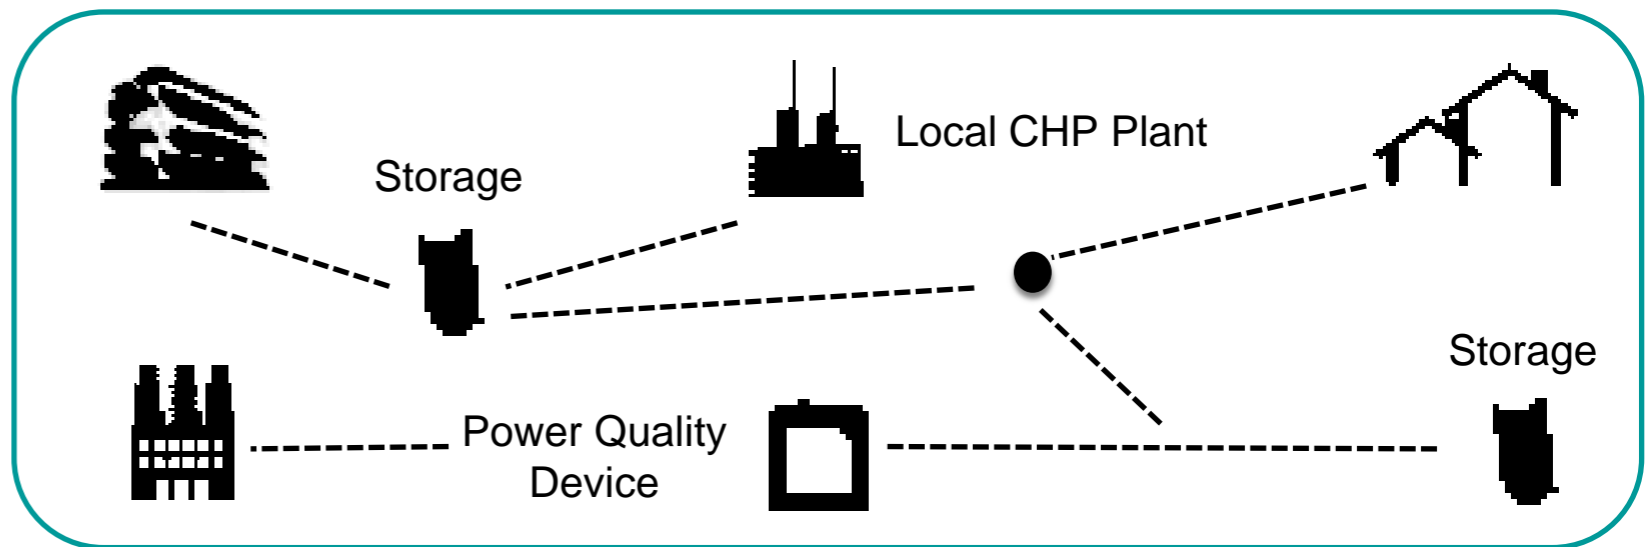 Local CHP Plant
Storage
Storage
Power Quality
Device